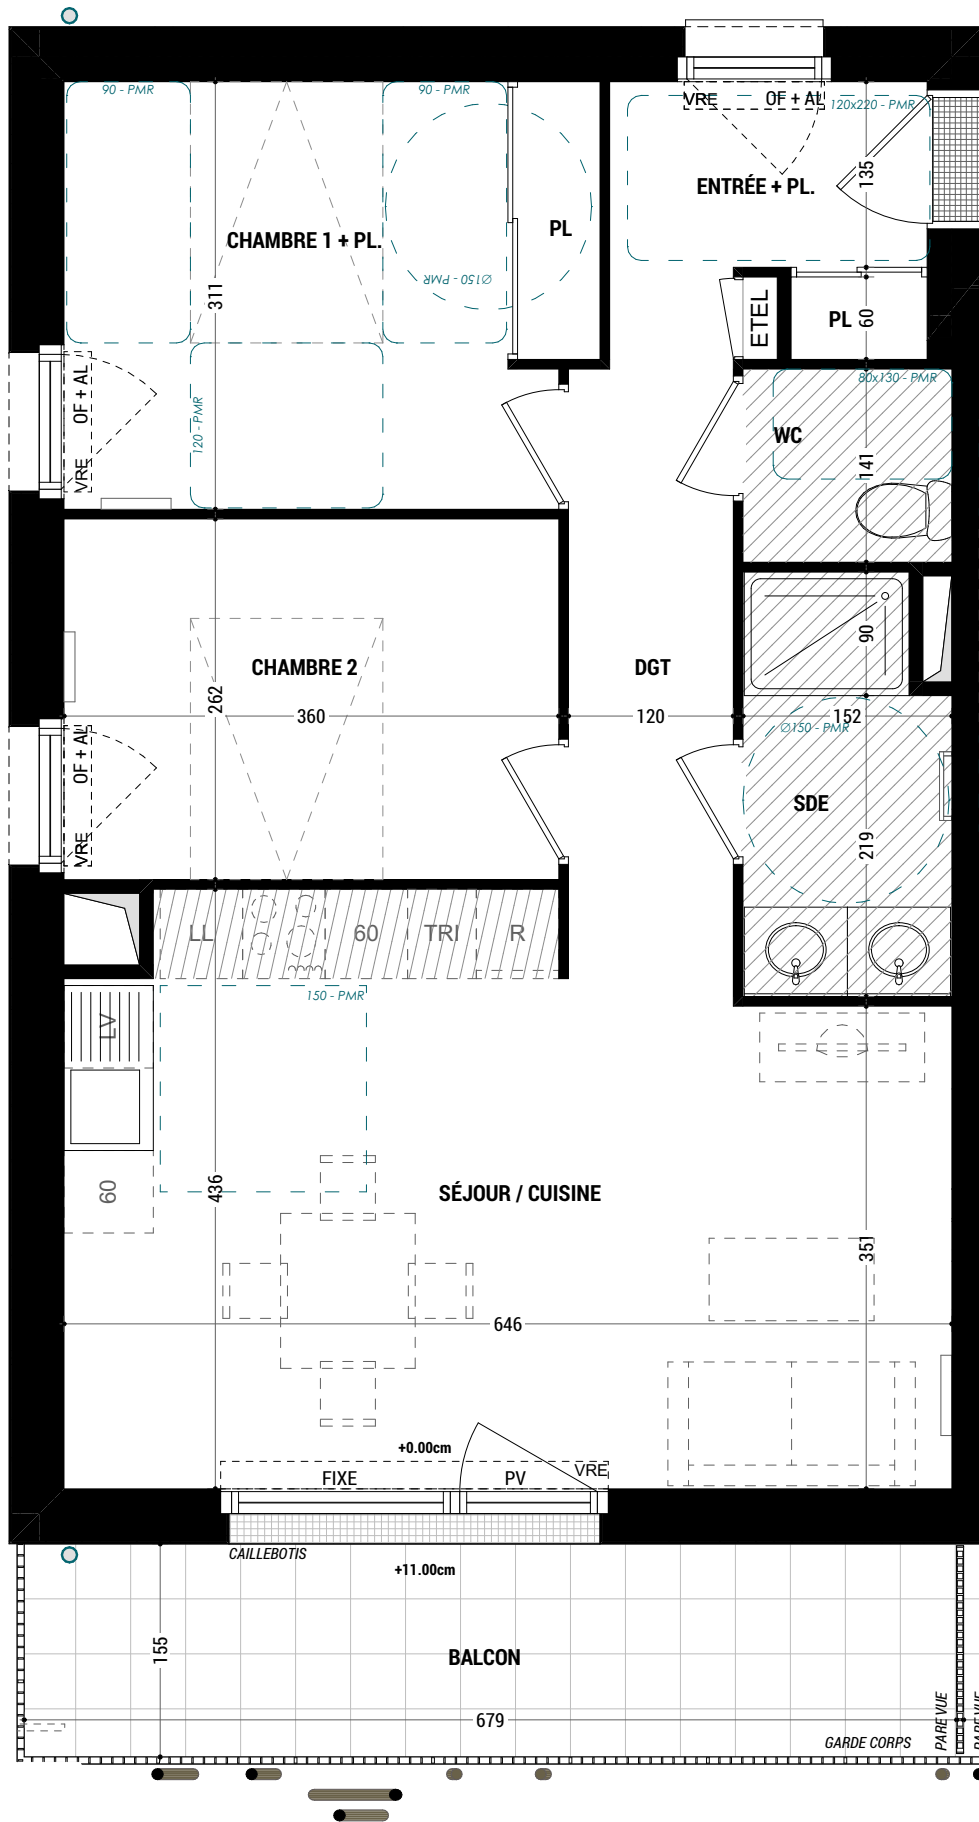 90 - PMR
90 - PMR
VRE
OF + AL
120x220 - PMR
135
ENTRÉE + PL.
CHAMBRE 1 + PL.
PL
Ø150 - PMR
311
ETEL
PL
60
80x130 - PMR
OF + AL
VRE
120 - PMR
WC
141
90
CHAMBRE 2
DGT
262
360
120
152
Ø150 - PMR
OF + AL
VRE
SDE
219
LL
60
TRI
R
150 - PMR
LV
60
436
SÉJOUR / CUISINE
351
646
+0.00cm
FIXE
PV
VRE
CAILLEBOTIS
+11.00cm
155
BALCON
679
GARDE CORPS
PARE VUE
PARE VUE